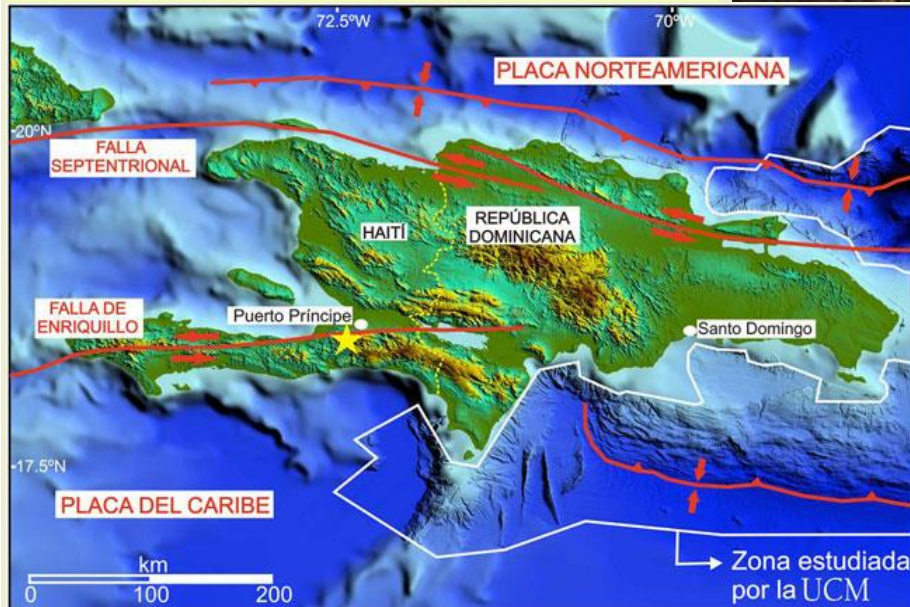 72.5ºW
70ºW
PLACA NORTEAMERICANA
20ºN
FALLA
SEPTENTRIONAL
HAITÍ
REPÚBLICA
DOMINICANA
FALLA DE
ENRIQUILLO
Puerto Príncipe
Santo Domingo
17.5ºN
PLACA DEL CARIBE
km
0
100
200
Zona estudiada
por la UCM